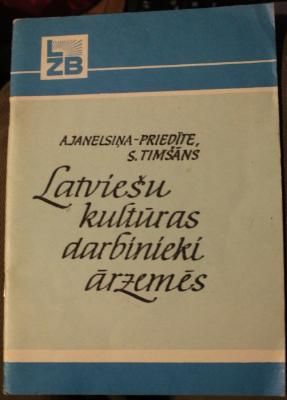 LZB
A.JANELSIŅA-PRIEDĪTE,
S.TIMŠĀNS
Latviešu
kultūras
darbinieki
ārzemēs